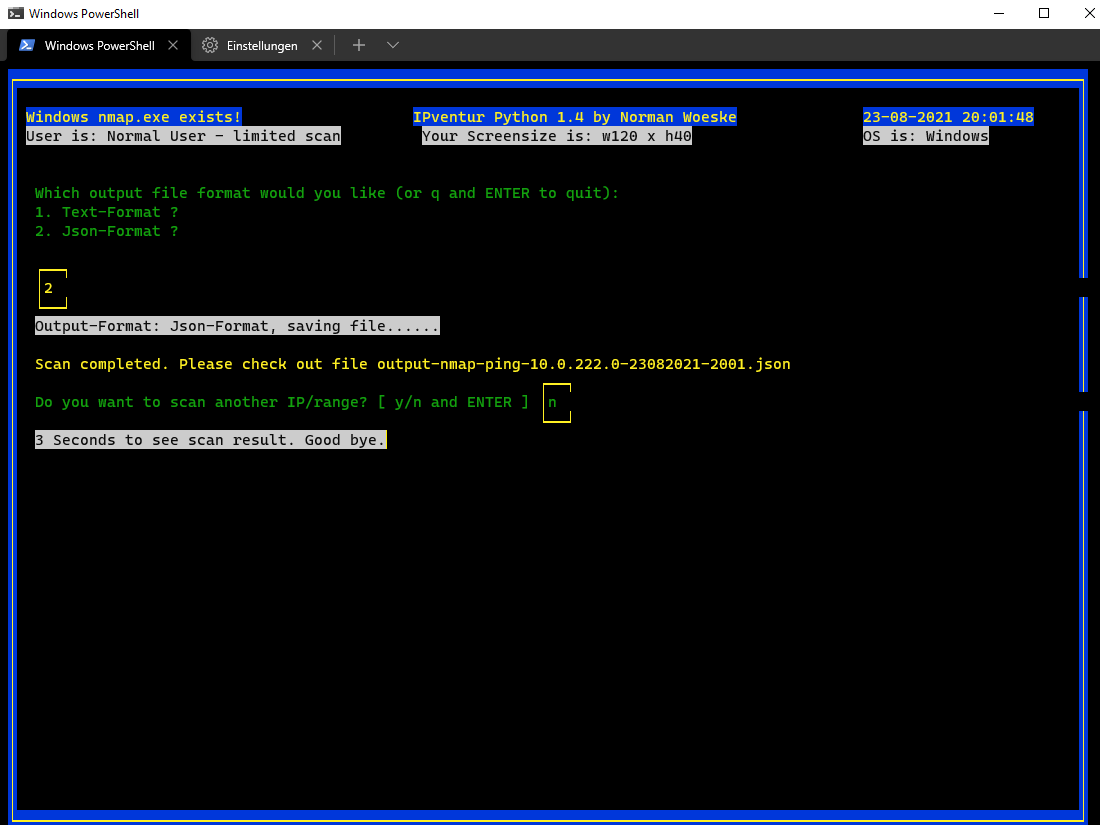 Windows PowerShell
Windows PowerShell Einstellungen
Windows nmap.exe exists! IPventur Python 1.4 by Norman Woeske 23-08-2021 20:01:48
User is: Normal User - limited scan Your Screensize is: w120 x h40 OS is: Windows
Which output file format would you like (or q and ENTER to quit):
1. Text-Format ?
2. Json-Format ?
2
Output-Format: Json-Format, saving file......
Scan completed. Please check out file output-nmap-ping-10.0.222.0-23082021-2001.json
Do you want to scan another IP/range? [ y/n and ENTER ] n
3 Seconds to see scan result. Good bye.